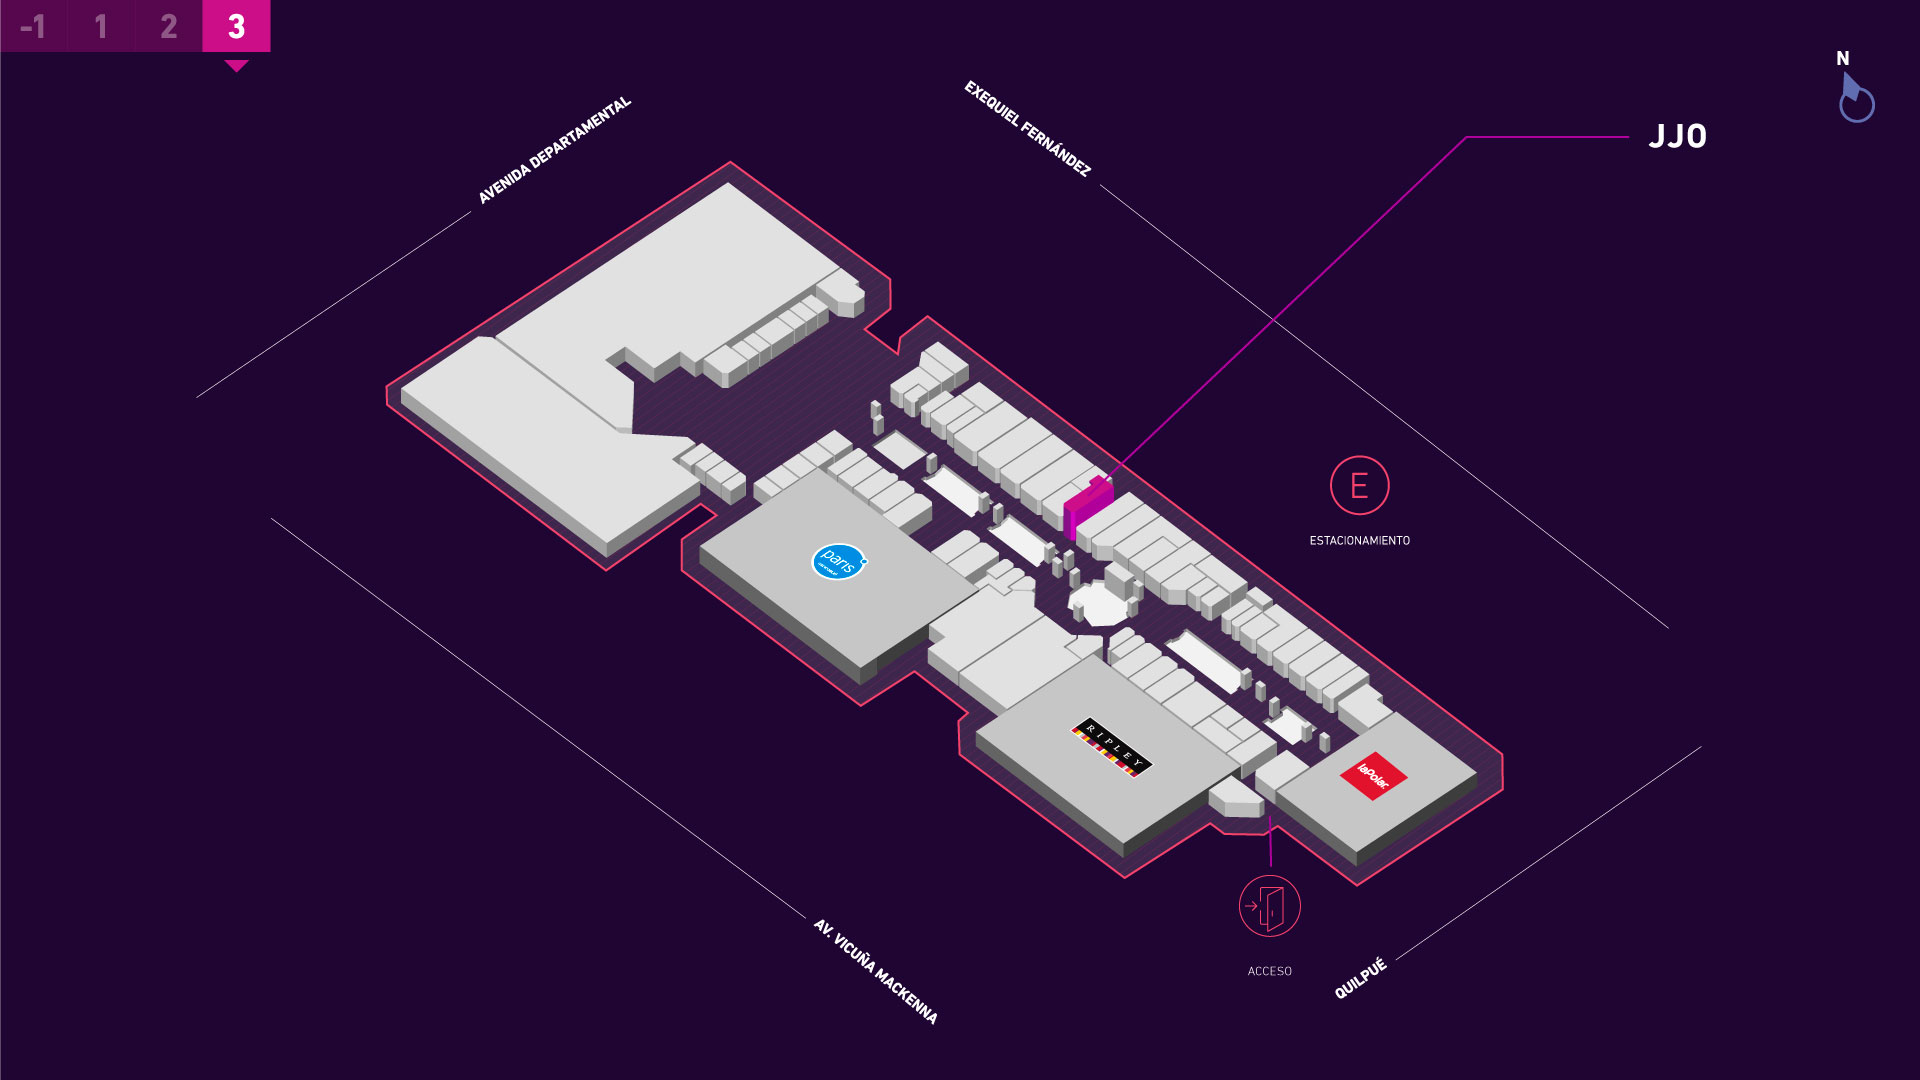 -1 1 2 3
N
AVENIDA DEPARTAMENTAL
EXEQUIEL FERNÁNDEZ
JJO
E
ESTACIONAMIENTO
paris
RIPLEY
laPolar
ACCESO
AV. VICUÑA MACKENNA
QUILPUÉ